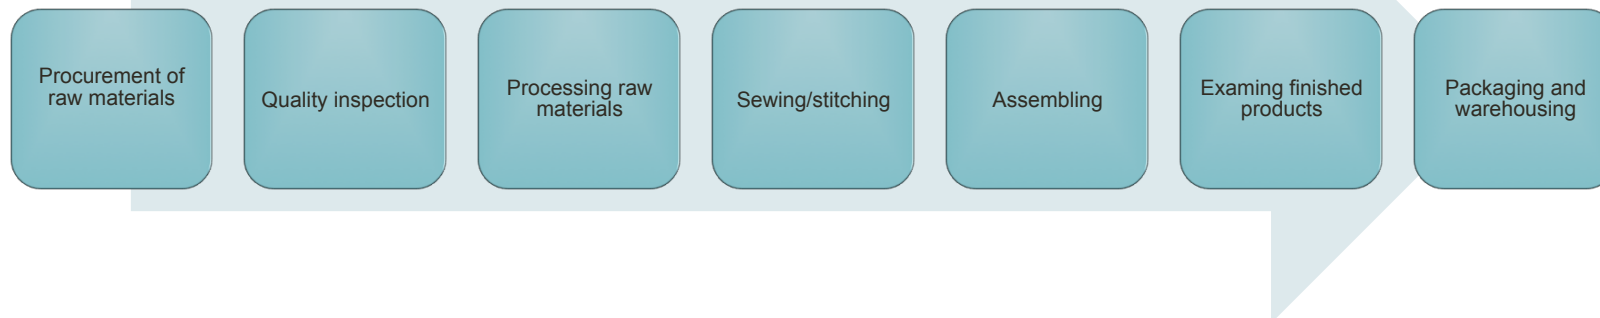 Procurement of
raw materials
Quality inspection
Processing raw
materials
Sewing/stitching
Assembling
Examing finished
products
Packaging and
warehousing